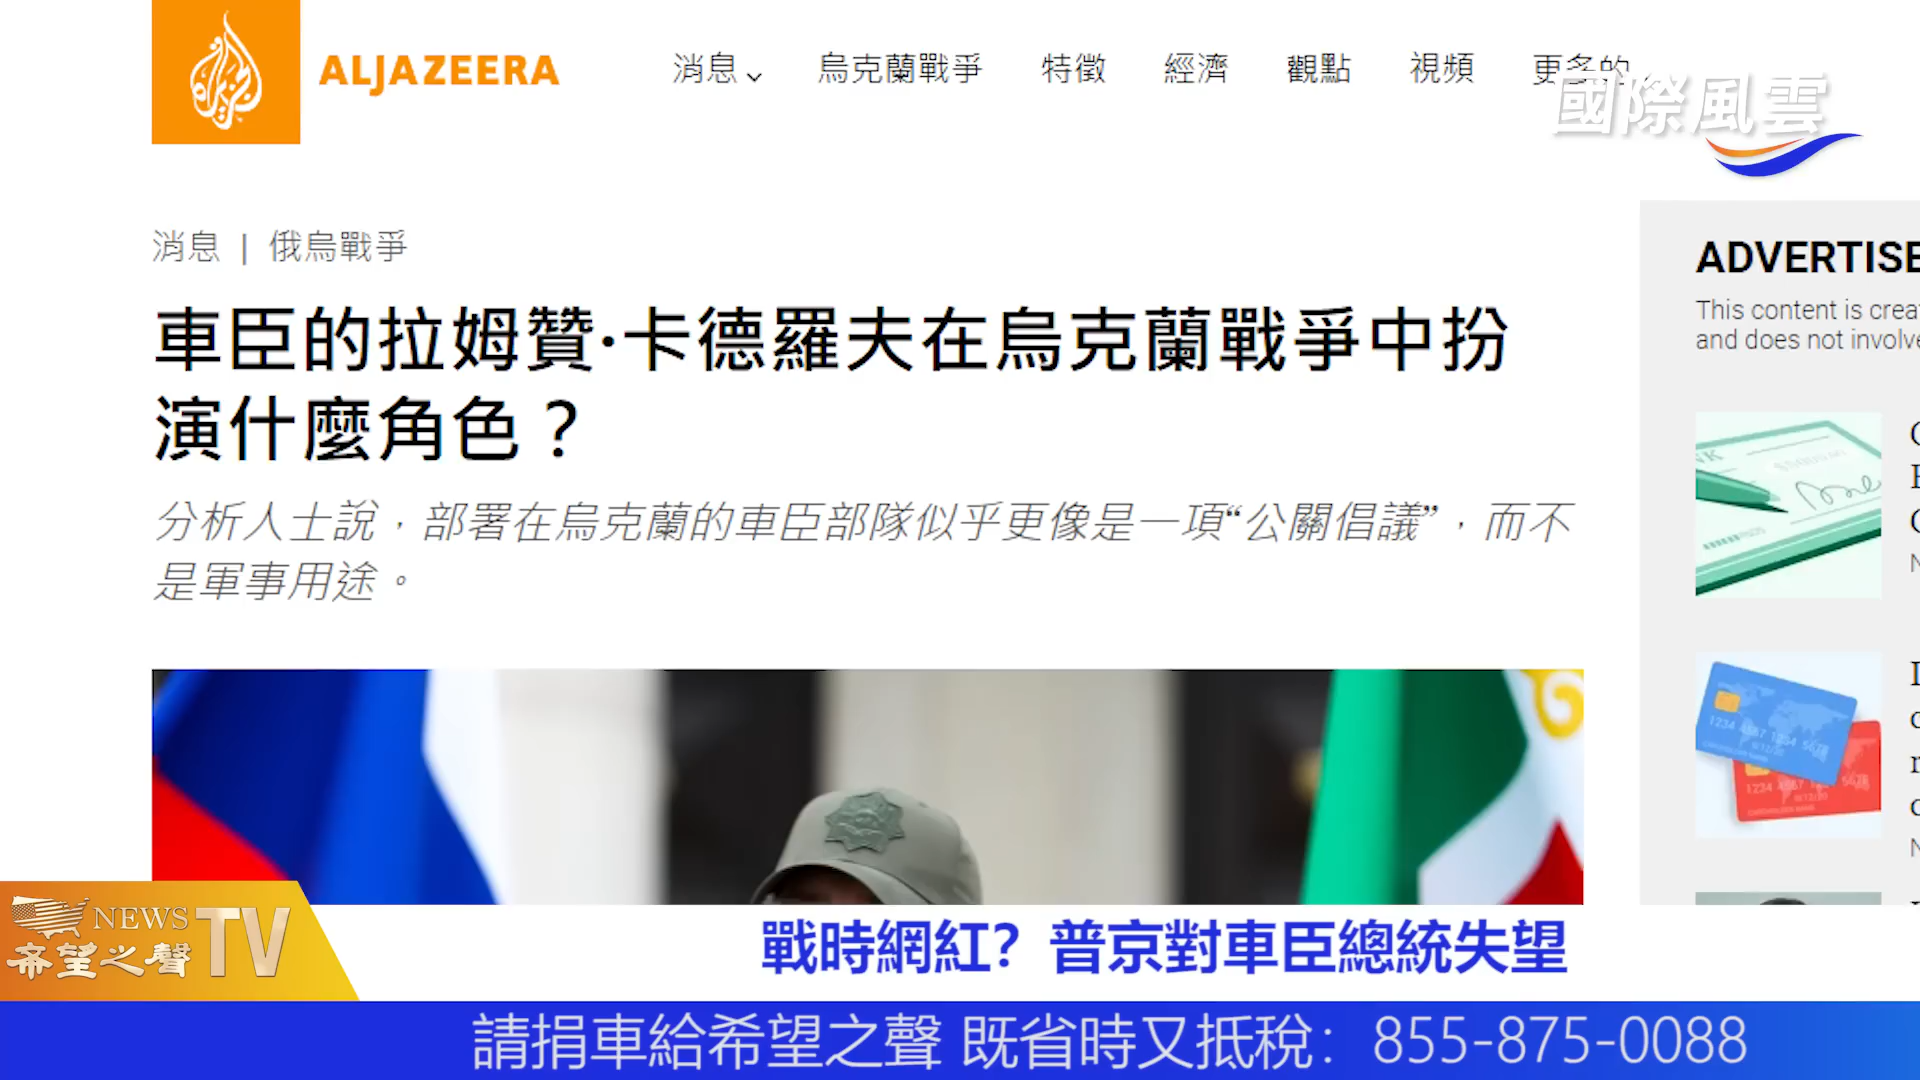 ALJAZEERA
消息 烏克蘭戰爭 特徵 經濟 觀點 視頻 更多的
國際風雲
消息 | 俄烏戰爭
車臣的拉姆贊·卡德羅夫在烏克蘭戰爭中扮
演什麼角色？
分析人士說，部署在烏克蘭的車臣部隊似乎更像是一項“公關倡議”，而不
是軍事用途。
ADVERTISE
This content is crea
and does not involve
NEWS
希望之聲
TV
戰時網紅？普京對車臣總統失望
請捐車給希望之聲 既省時又抵稅：855-875-0088